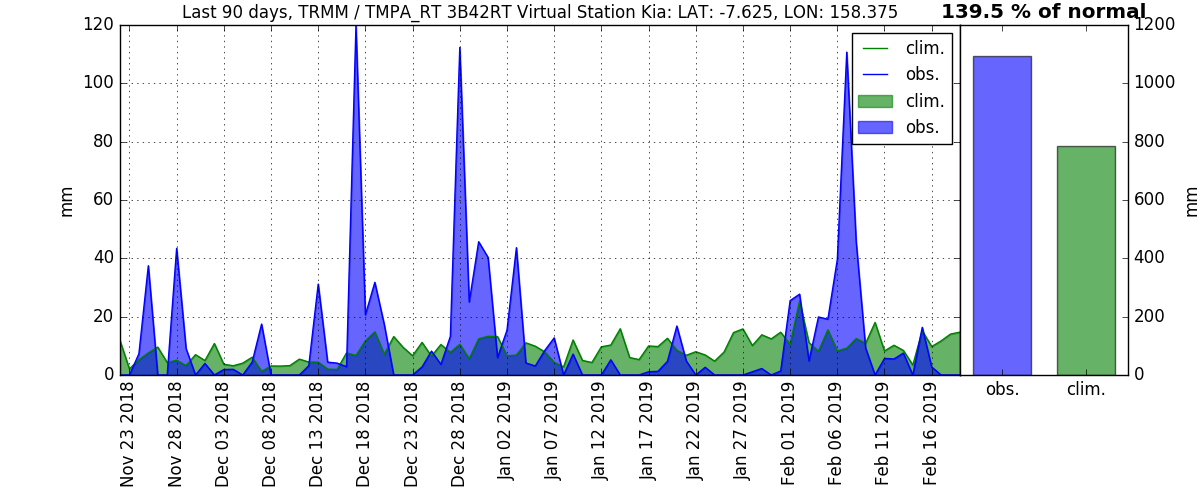 Last 90 days, TRMM / TMPA_RT 3B42RT Virtual Station Kia: LAT: -7.625, LON: 158.375
139.5 % of normal
120
100
80
60
40
20
0
mm
clim.
obs.
clim.
obs.
1200
1000
800
600
400
200
0
mm
obs.
clim.
Nov 23 2018
Nov 28 2018
Dec 03 2018
Dec 08 2018
Dec 13 2018
Dec 18 2018
Dec 23 2018
Dec 28 2018
Jan 02 2019
Jan 07 2019
Jan 12 2019
Jan 17 2019
Jan 22 2019
Jan 27 2019
Feb 01 2019
Feb 06 2019
Feb 11 2019
Feb 16 2019